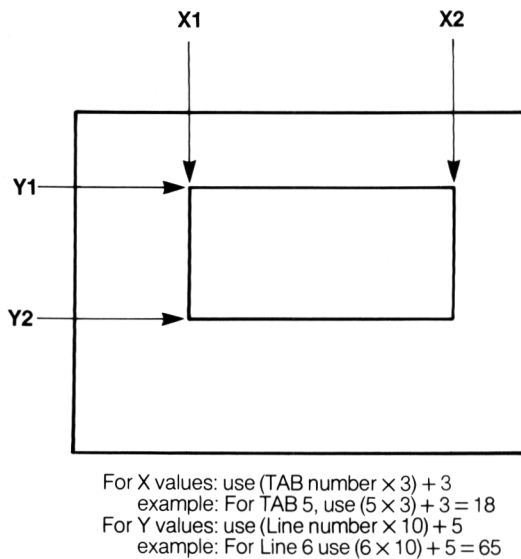 X1 X2
Y1
Y2
For X values: use (TAB number × 3) + 3
example: For TAB 5, use (5 × 3) + 3 = 18
For Y values: use (Line number × 10) + 5
example: For Line 6 use (6 × 10) + 5 = 65